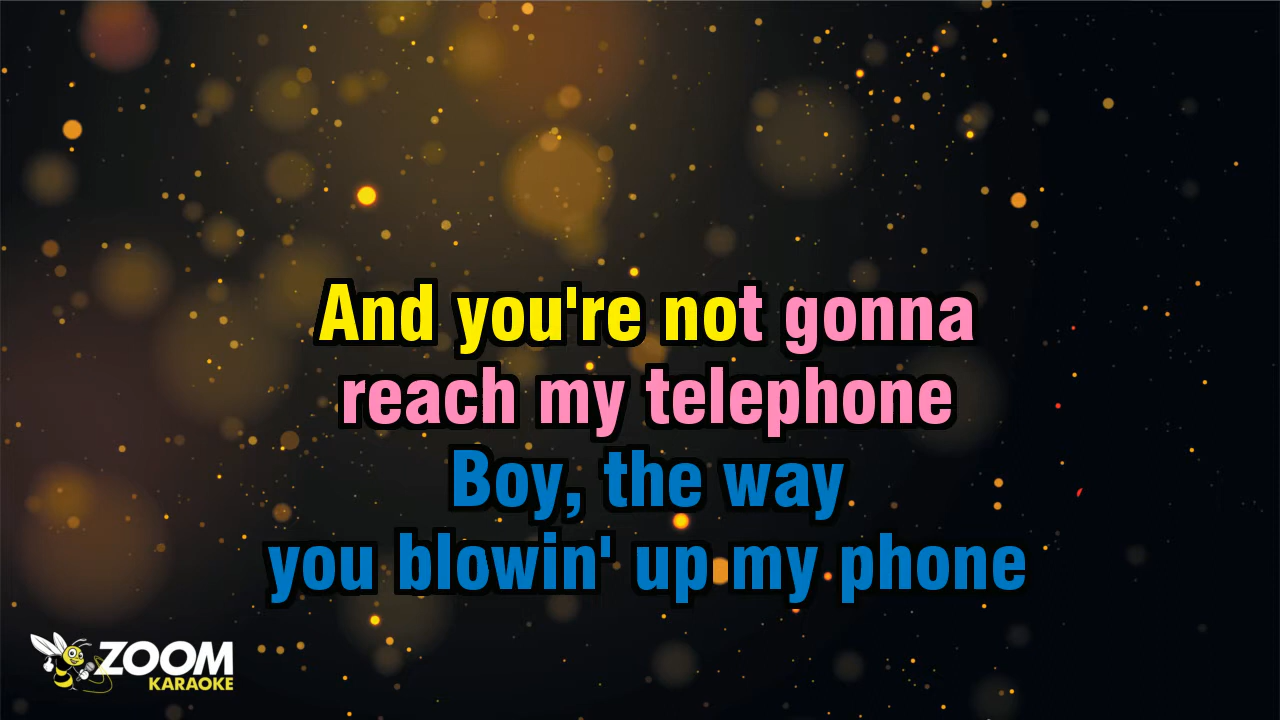 And you're not gonna
reach my telephone
Boy, the way
you blowin' up my phone
ZOOM
KARAOKE